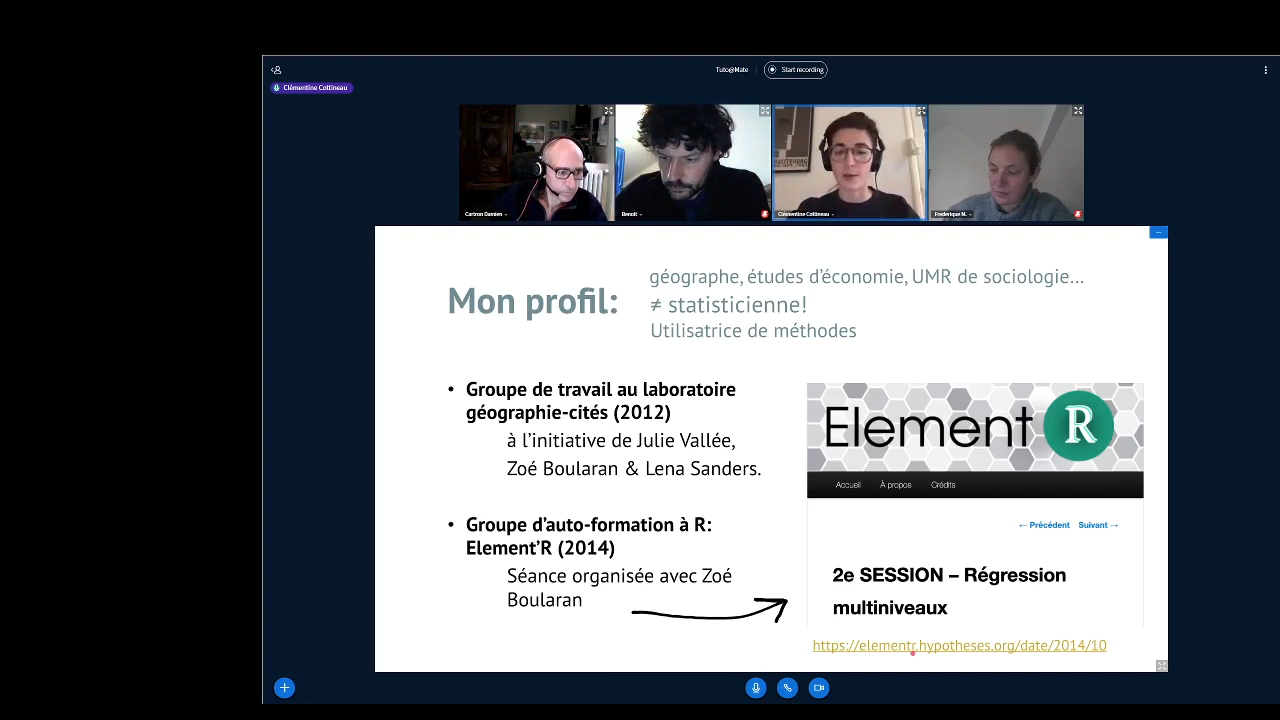 Tuto@Mate
Start recording
Clémentine Cottineau
Carlron Damien
Benoit
Clémentine Cottineau
Frederique M.
Mon profil:
géographe, études d'économie, UMR de sociologie...
≠ statisticienne!
Utilisatrice de méthodes
• Groupe de travail au laboratoire
géographie-cités (2012)
à l'initiative de Julie Vallée,
Zoé Boularan & Lena Sanders.
• Groupe d'auto-formation à R:
Element'R (2014)
Séance organisée avec Zoé
Boularan
Element R
Accueil À propos Crédits
← Précédent Suivant →
2e SESSION – Régression
multiniveaux
https://elementr.hypotheses.org/date/2014/10